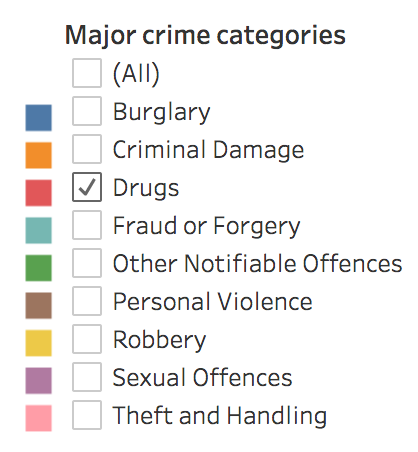 Major crime categories
(All)
Burglary
Criminal Damage
Drugs
Fraud or Forgery
Other Notifiable Offences
Personal Violence
Robbery
Sexual Offences
Theft and Handling